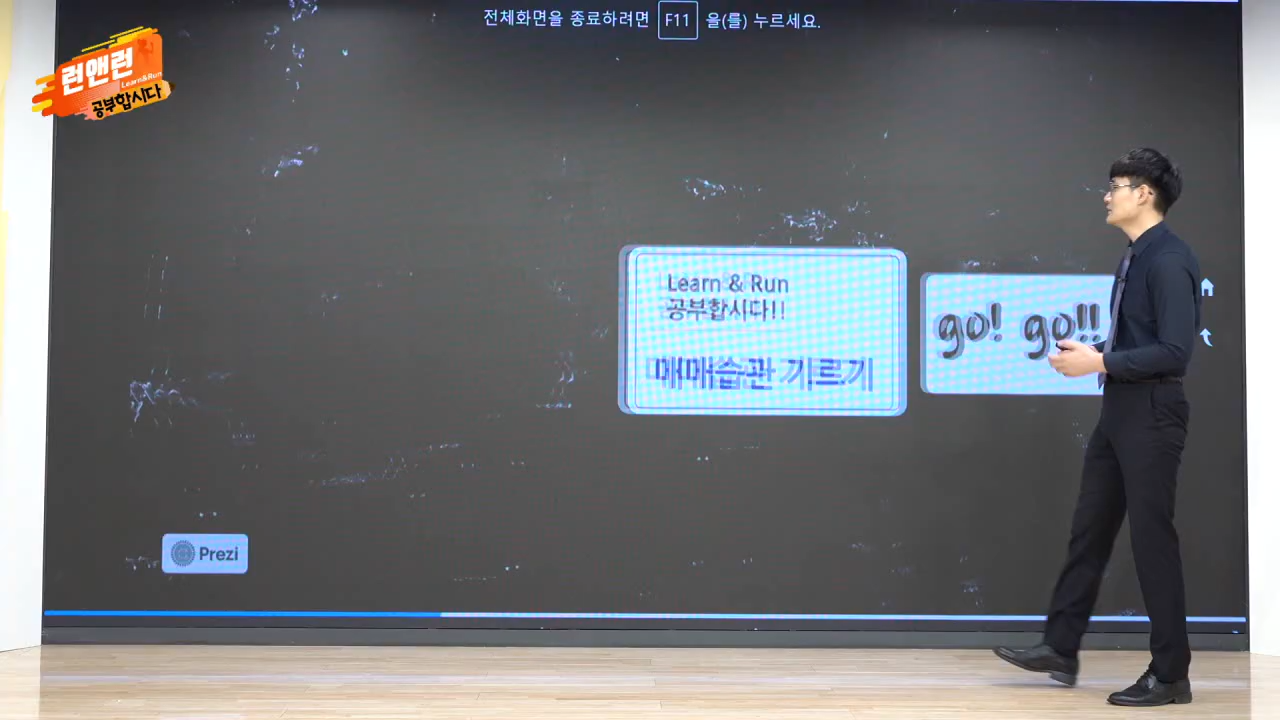 전체화면을 종료하려면 F11 을(를) 누르세요.
런앤런
Learn&Run
공부합시다
Learn & Run
공부합시다!!
매매습관 기르기
go! go!!
Prezi